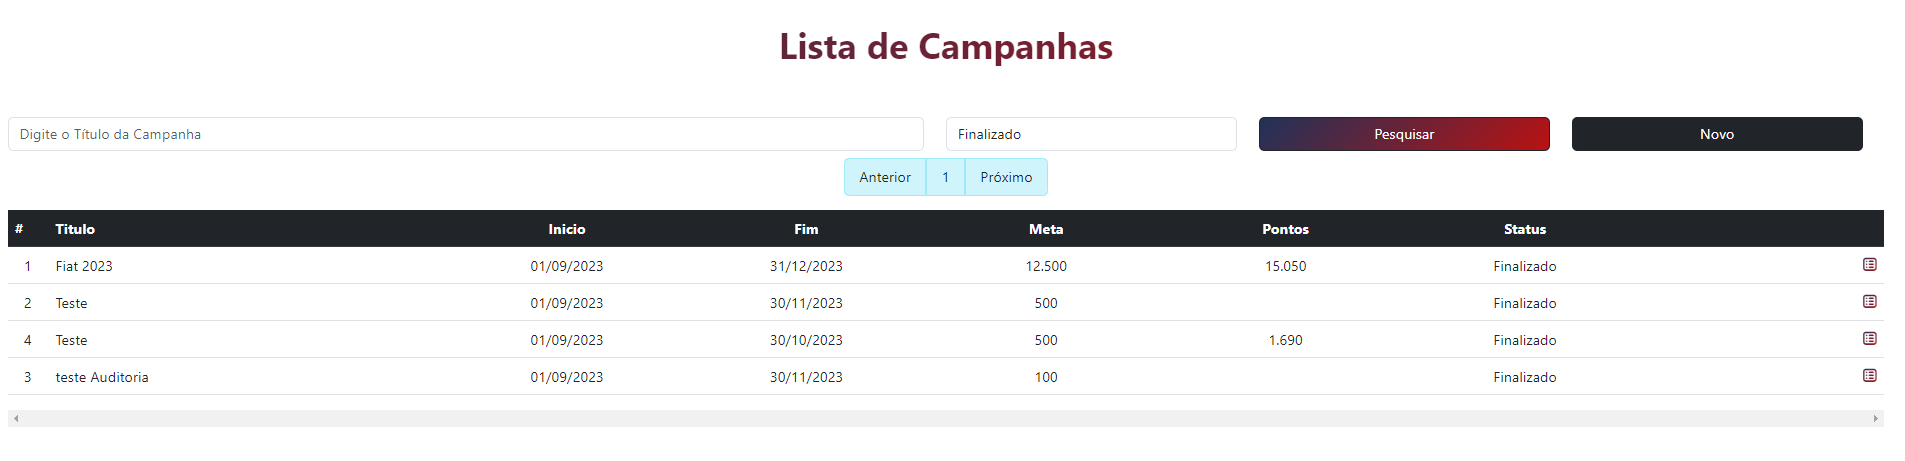 Lista de Campanhas
Digite o Título da Campanha Finalizado Pesquisar Novo
Anterior 1 Próximo
# Titulo Inicio Fim Meta Pontos Status
1 Fiat 2023 01/09/2023 31/12/2023 12.500 15.050 Finalizado
2 Teste 01/09/2023 30/11/2023 500 Finalizado
4 Teste 01/09/2023 30/10/2023 500 1.690 Finalizado
3 teste Auditoria 01/09/2023 30/11/2023 100 Finalizado